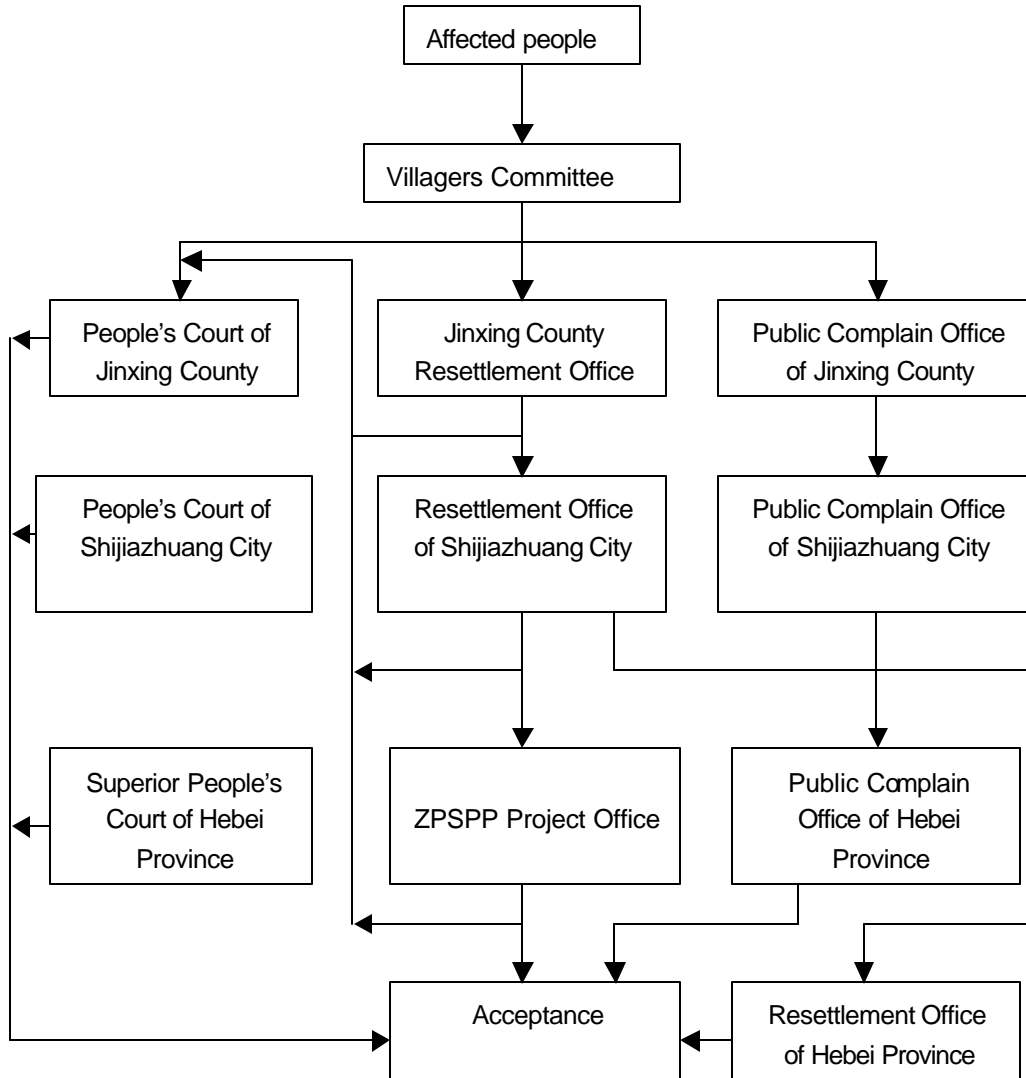 Affected people
Villagers Committee
People's Court of
Jinxing County
Jinxing County
Resettlement Office
Public Complain Office
of Jinxing County
People's Court of
Shijiazhuang City
Resettlement Office
of Shijiazhuang City
Public Complain Office
of Shijiazhuang City
Superior People's
Court of Hebei
Province
ZPSPP Project Office
Public Complain
Office of Hebei
Province
Acceptance
Resettlement Office
of Hebei Province